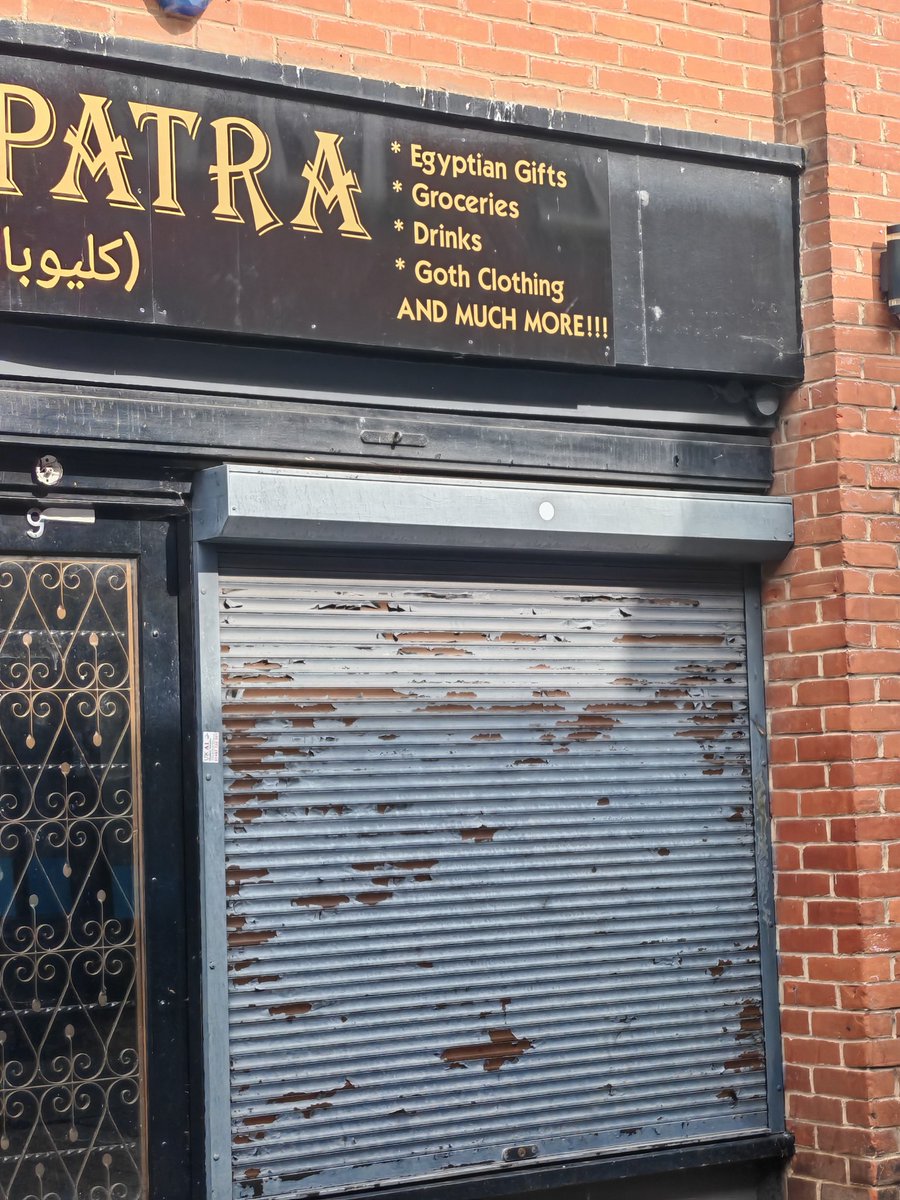 PATRA
(كليوبا
* Egyptian Gifts
* Groceries
* Drinks
* Goth Clothing
AND MUCH MORE!!!
9